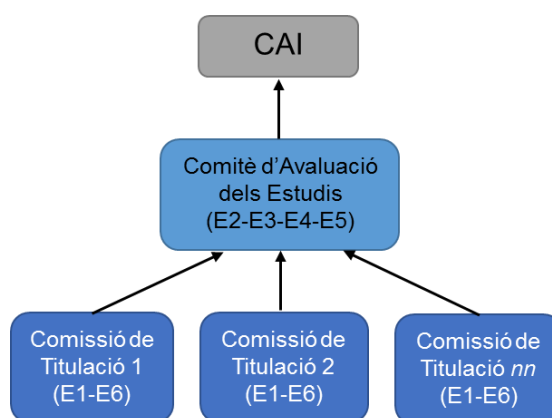 CAI
Comitè d'Avaluació
dels Estudis
(E2-E3-E4-E5)
Comissió de
Titulació 1
(E1-E6)
Comissió de
Titulació 2
(E1-E6)
Comissió de
Titulació nn
(E1-E6)